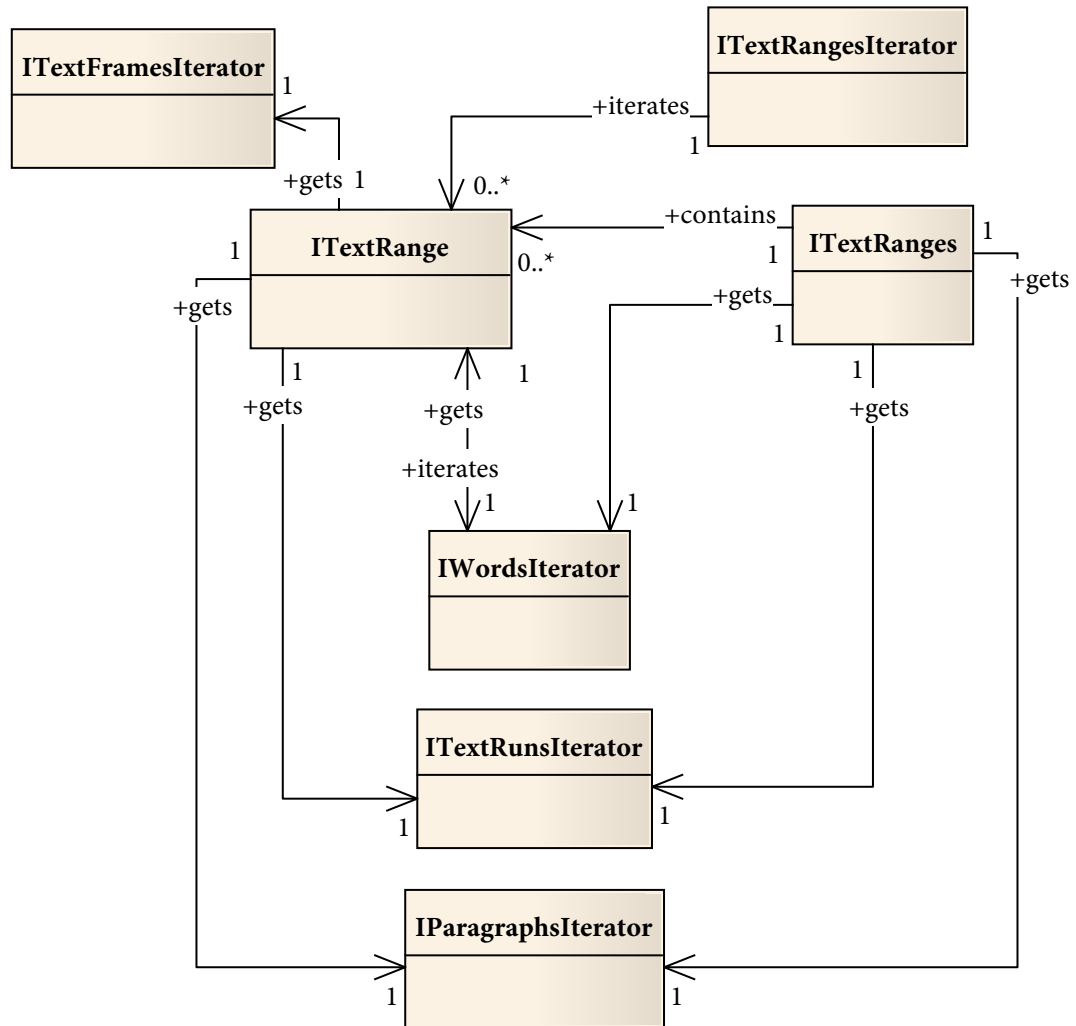 ITextRangesIterator
ITextFramesIterator
1
+iterates
1
+gets 1
0..*
+contains
1
ITextRange
1
0..*
ITextRanges
1
+gets
+gets
+gets
1
1
+gets
1
+gets
1
+gets
+iterates
1
1
IWordsIterator
ITextRunsIterator
1
1
IParagraphsIterator
1
1